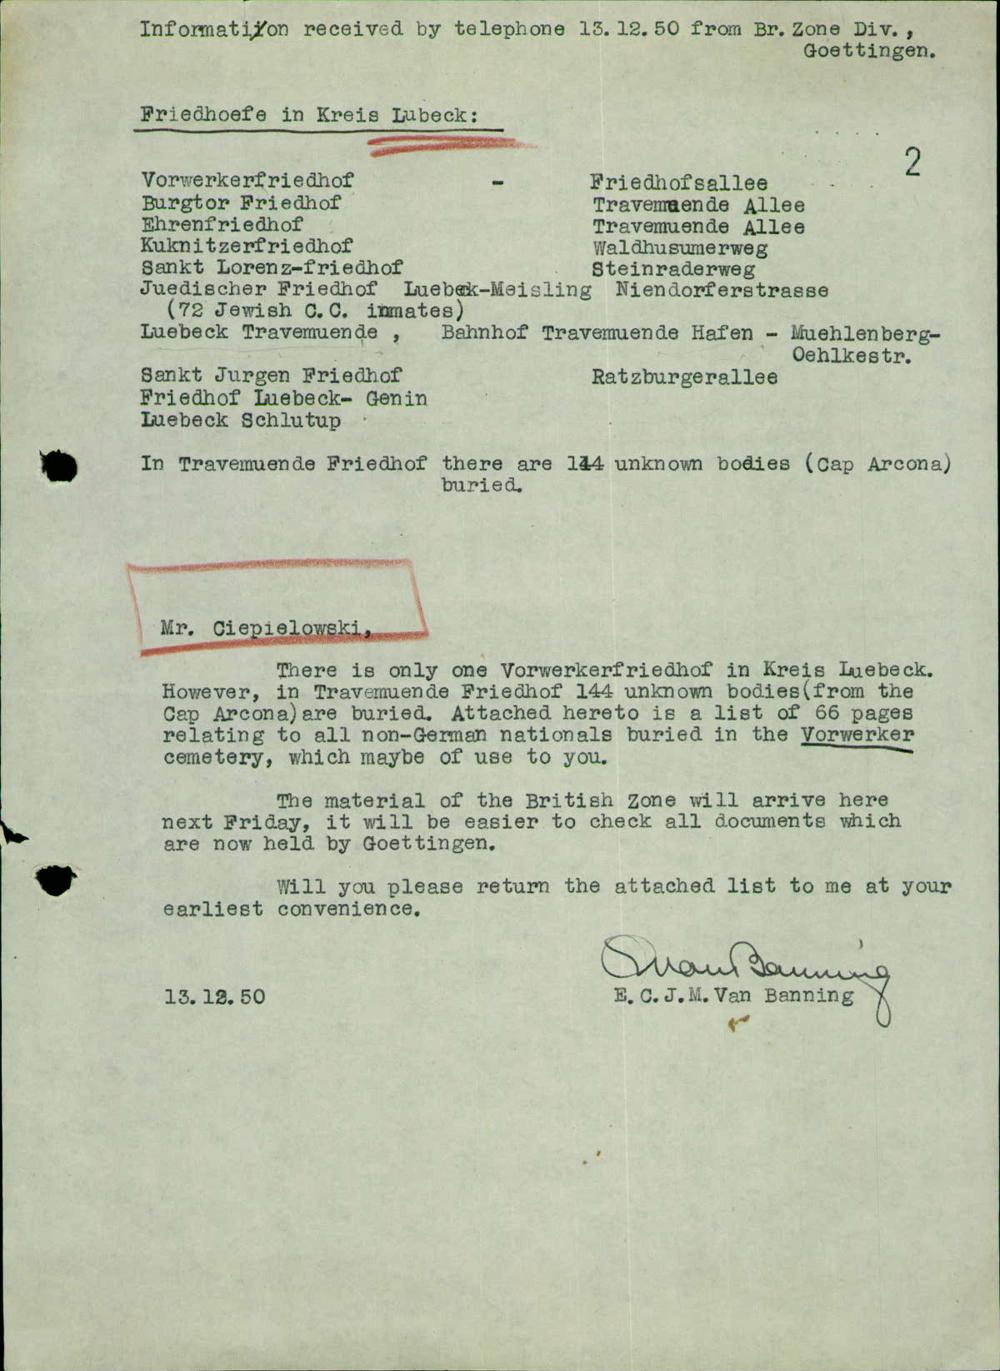 Information received by telephone 13.12.50 from Br. Zone Div.,
Goettingen.
Friedhoefe in Kreis Lubeck:
2
Vorwerkerfriedhof - Friedhofsallee
Burgtor Friedhof Travemuende Allee
Ehrenfriedhof Travemuende Allee
Kuknitzerfriedhof Waldhusumerweg
Sankt Lorenz-friedhof Steinraderweg
Juedischer Friedhof Luebeck-Meisling Niendorferstrasse
(72 Jewish C.C. inmates)
Luebeck Travemuende , Bahnhof Travemuende Hafen - Muehlenberg-
Oehlkestr.
Sankt Jurgen Friedhof Ratzburgerallee
Friedhof Luebeck- Genin
Luebeck Schlutup
In Travemuende Friedhof there are 144 unknown bodies (Cap Arcona)
buried.
Mr. Ciepielowski,
There is only one Vorwerkerfriedhof in Kreis Luebeck.
However, in Travemuende Friedhof 144 unknown bodies(from the
Cap Arcona)are buried. Attached hereto is a list of 66 pages
relating to all non-German nationals buried in the Vorwerker
cemetery, which maybe of use to you.
The material of the British Zone will arrive here
next Friday, it will be easier to check all documents which
are now held by Goettingen.
Will you please return the attached list to me at your
earliest convenience.
VanBanning
13.12.50 E.C.J.M.Van Banning